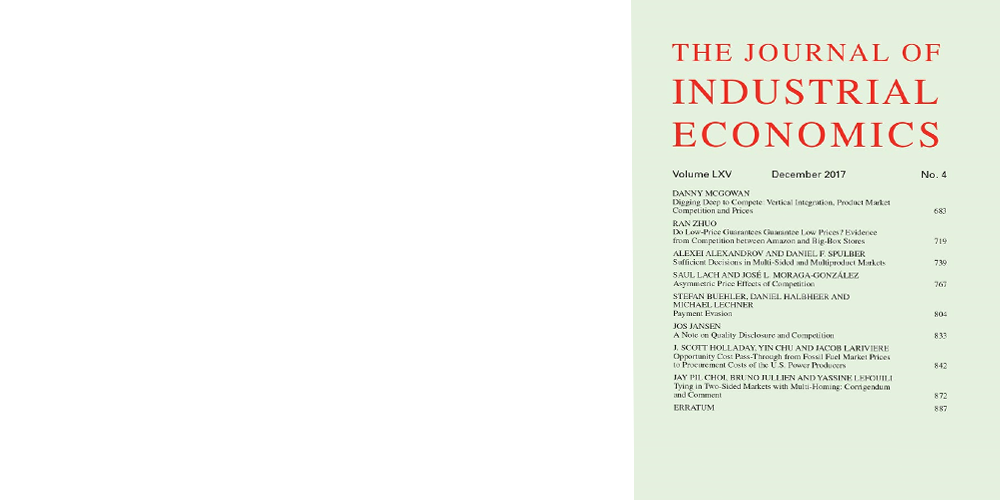 THE JOURNAL OF
INDUSTRIAL
ECONOMICS
Volume LXV December 2017 No. 4
DANNY MCGOWAN
Digging Deep to Compete: Vertical Integration, Product Market
Competition and Prices 683
RAN ZHUO
Do Low-Price Guarantees Guarantee Low Prices? Evidence
from Competition between Amazon and Big-Box Stores 719
ALEXEI ALEXANDROV AND DANIEL F. SPULBER
Sufficient Decisions in Multi-Sided and Multiproduct Markets 739
SAUL LACH AND JOSÉ L. MORAGA-GONZÁLEZ
Asymmetric Price Effects of Competition 767
STEFAN BUEHLER, DANIEL HALBHEER AND
MICHAEL LECHNER
Payment Evasion 804
JOS JANSEN
A Note on Quality Disclosure and Competition 833
J. SCOTT HOLLADAY, YIN CHU AND JACOB LARIVIERE
Opportunity Cost Pass-Through from Fossil Fuel Market Prices
to Procurement Costs of the U.S. Power Producers 842
JAY PIL CHOI, BRUNO JULLIEN AND YASSINE LEFOUILI
Tying in Two-Sided Markets with Multi-Homing: Corrigendum
and Comment 872
ERRATUM 887